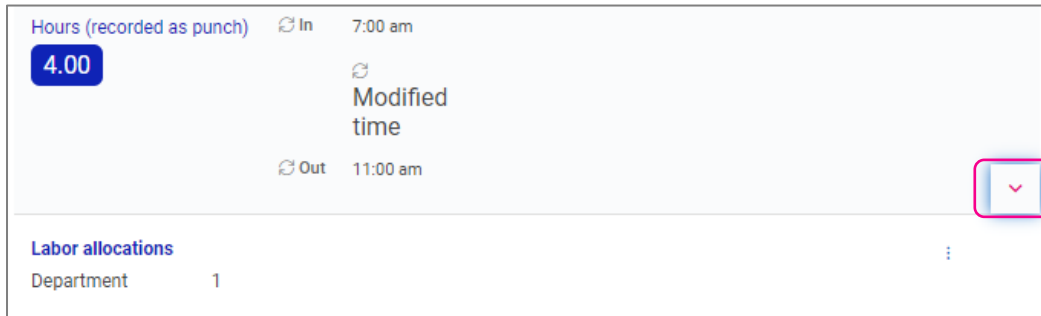 Hours (recorded as punch) In 7:00 am
4.00
Modified
time
Out 11:00 am
Labor allocations
Department 1